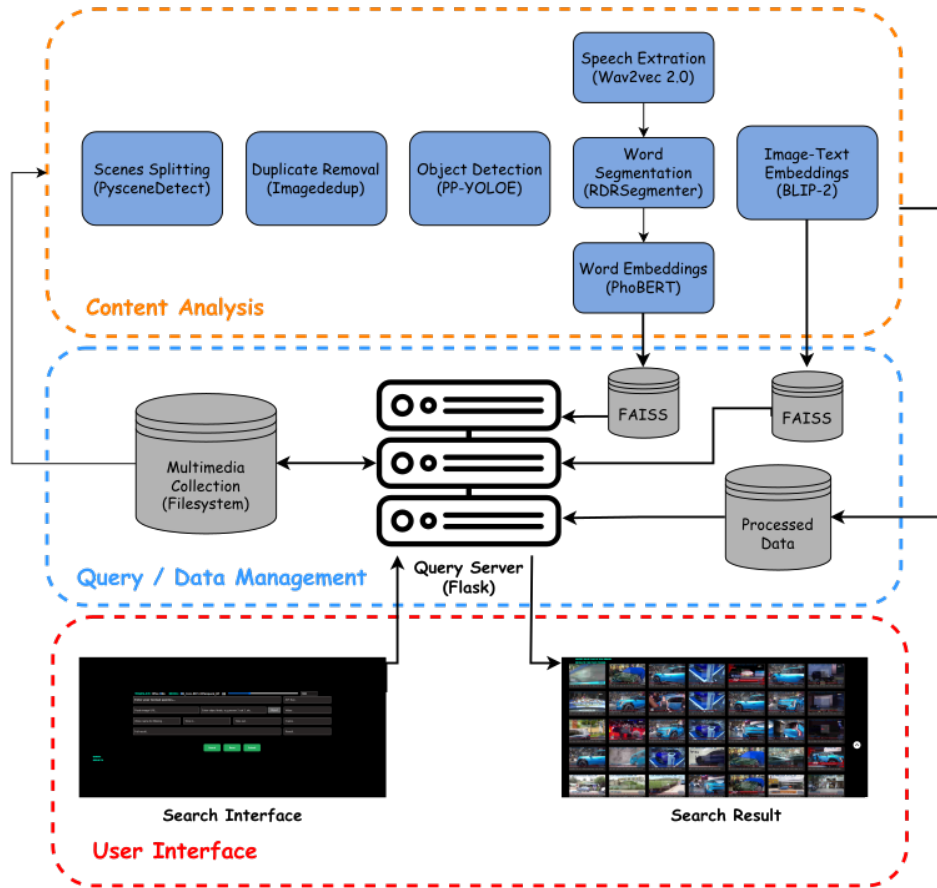 Speech Extration
(Wav2vec 2.0)
Scenes Splitting
(PysceneDetect)
Duplicate Removal
(Imagededup)
Object Detection
(PP-YOLOE)
Word
Segmentation
(RDRSegmenter)
Image-Text
Embeddings
(BLIP-2)
Word Embeddings
(PhoBERT)
Content Analysis
FAISS
FAISS
Multimedia
Collection
(Filesystem)
Processed
Data
Query Server
(Flask)
Query / Data Management
Search Interface
Search Result
User Interface